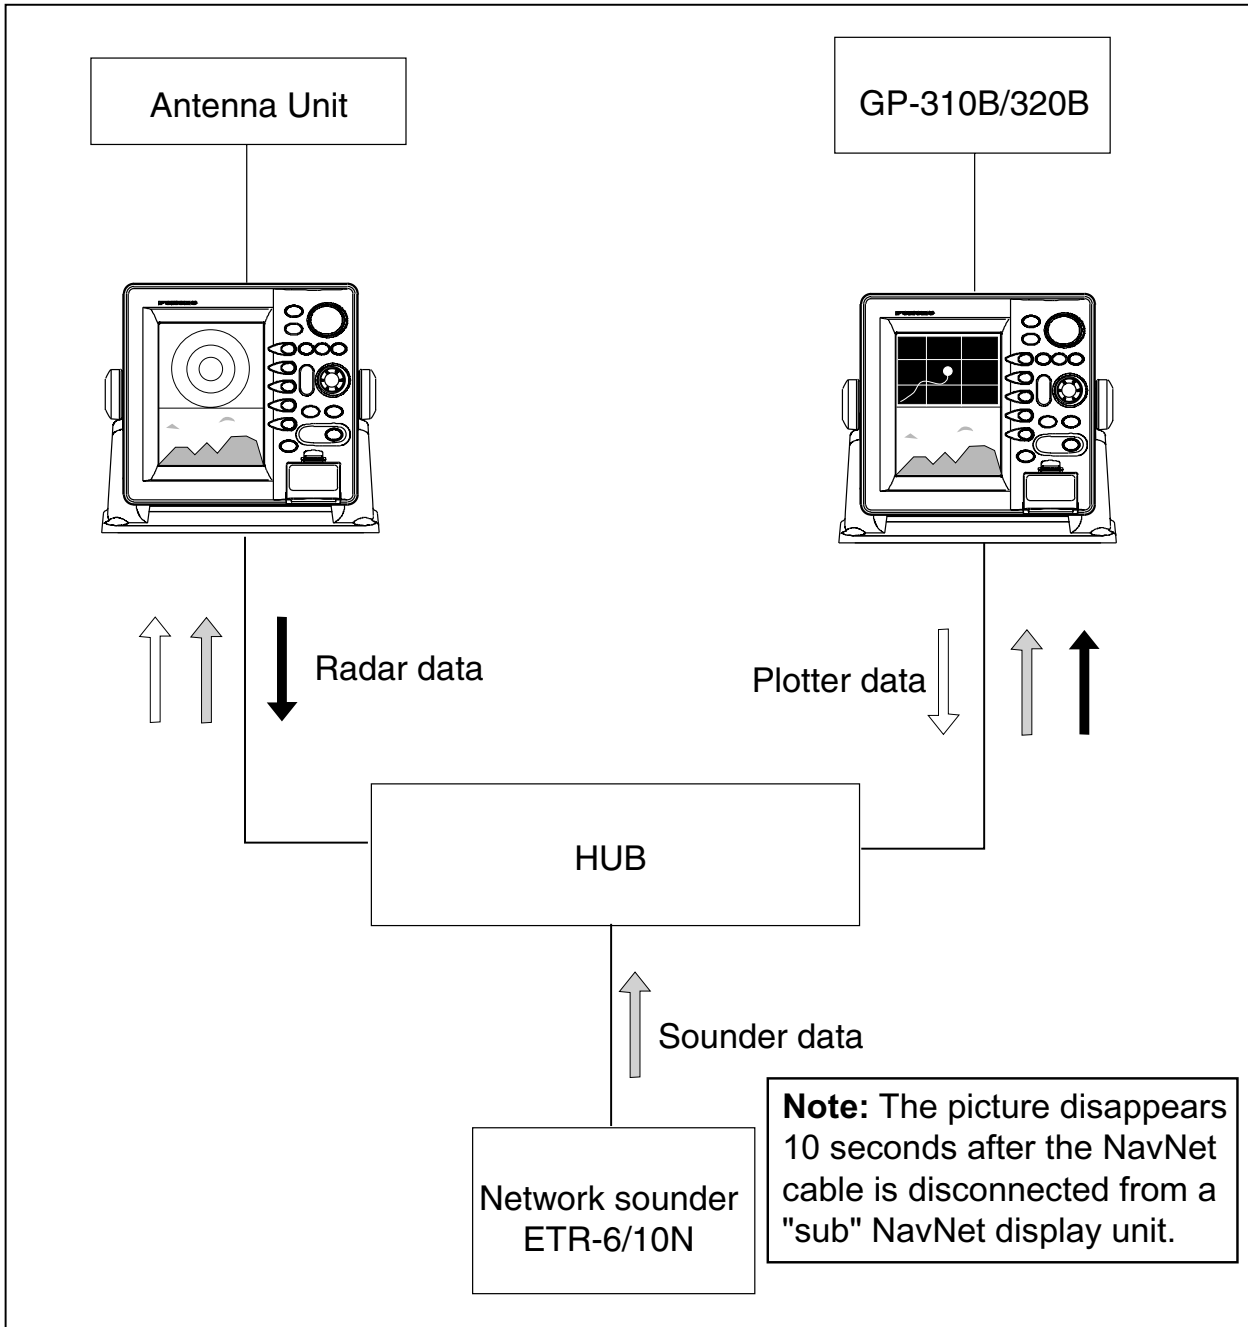 Antenna Unit
GP-310B/320B
Radar data
Plotter data
HUB
Sounder data
Network sounder
ETR-6/10N
Note: The picture disappears
10 seconds after the NavNet
cable is disconnected from a
"sub" NavNet display unit.